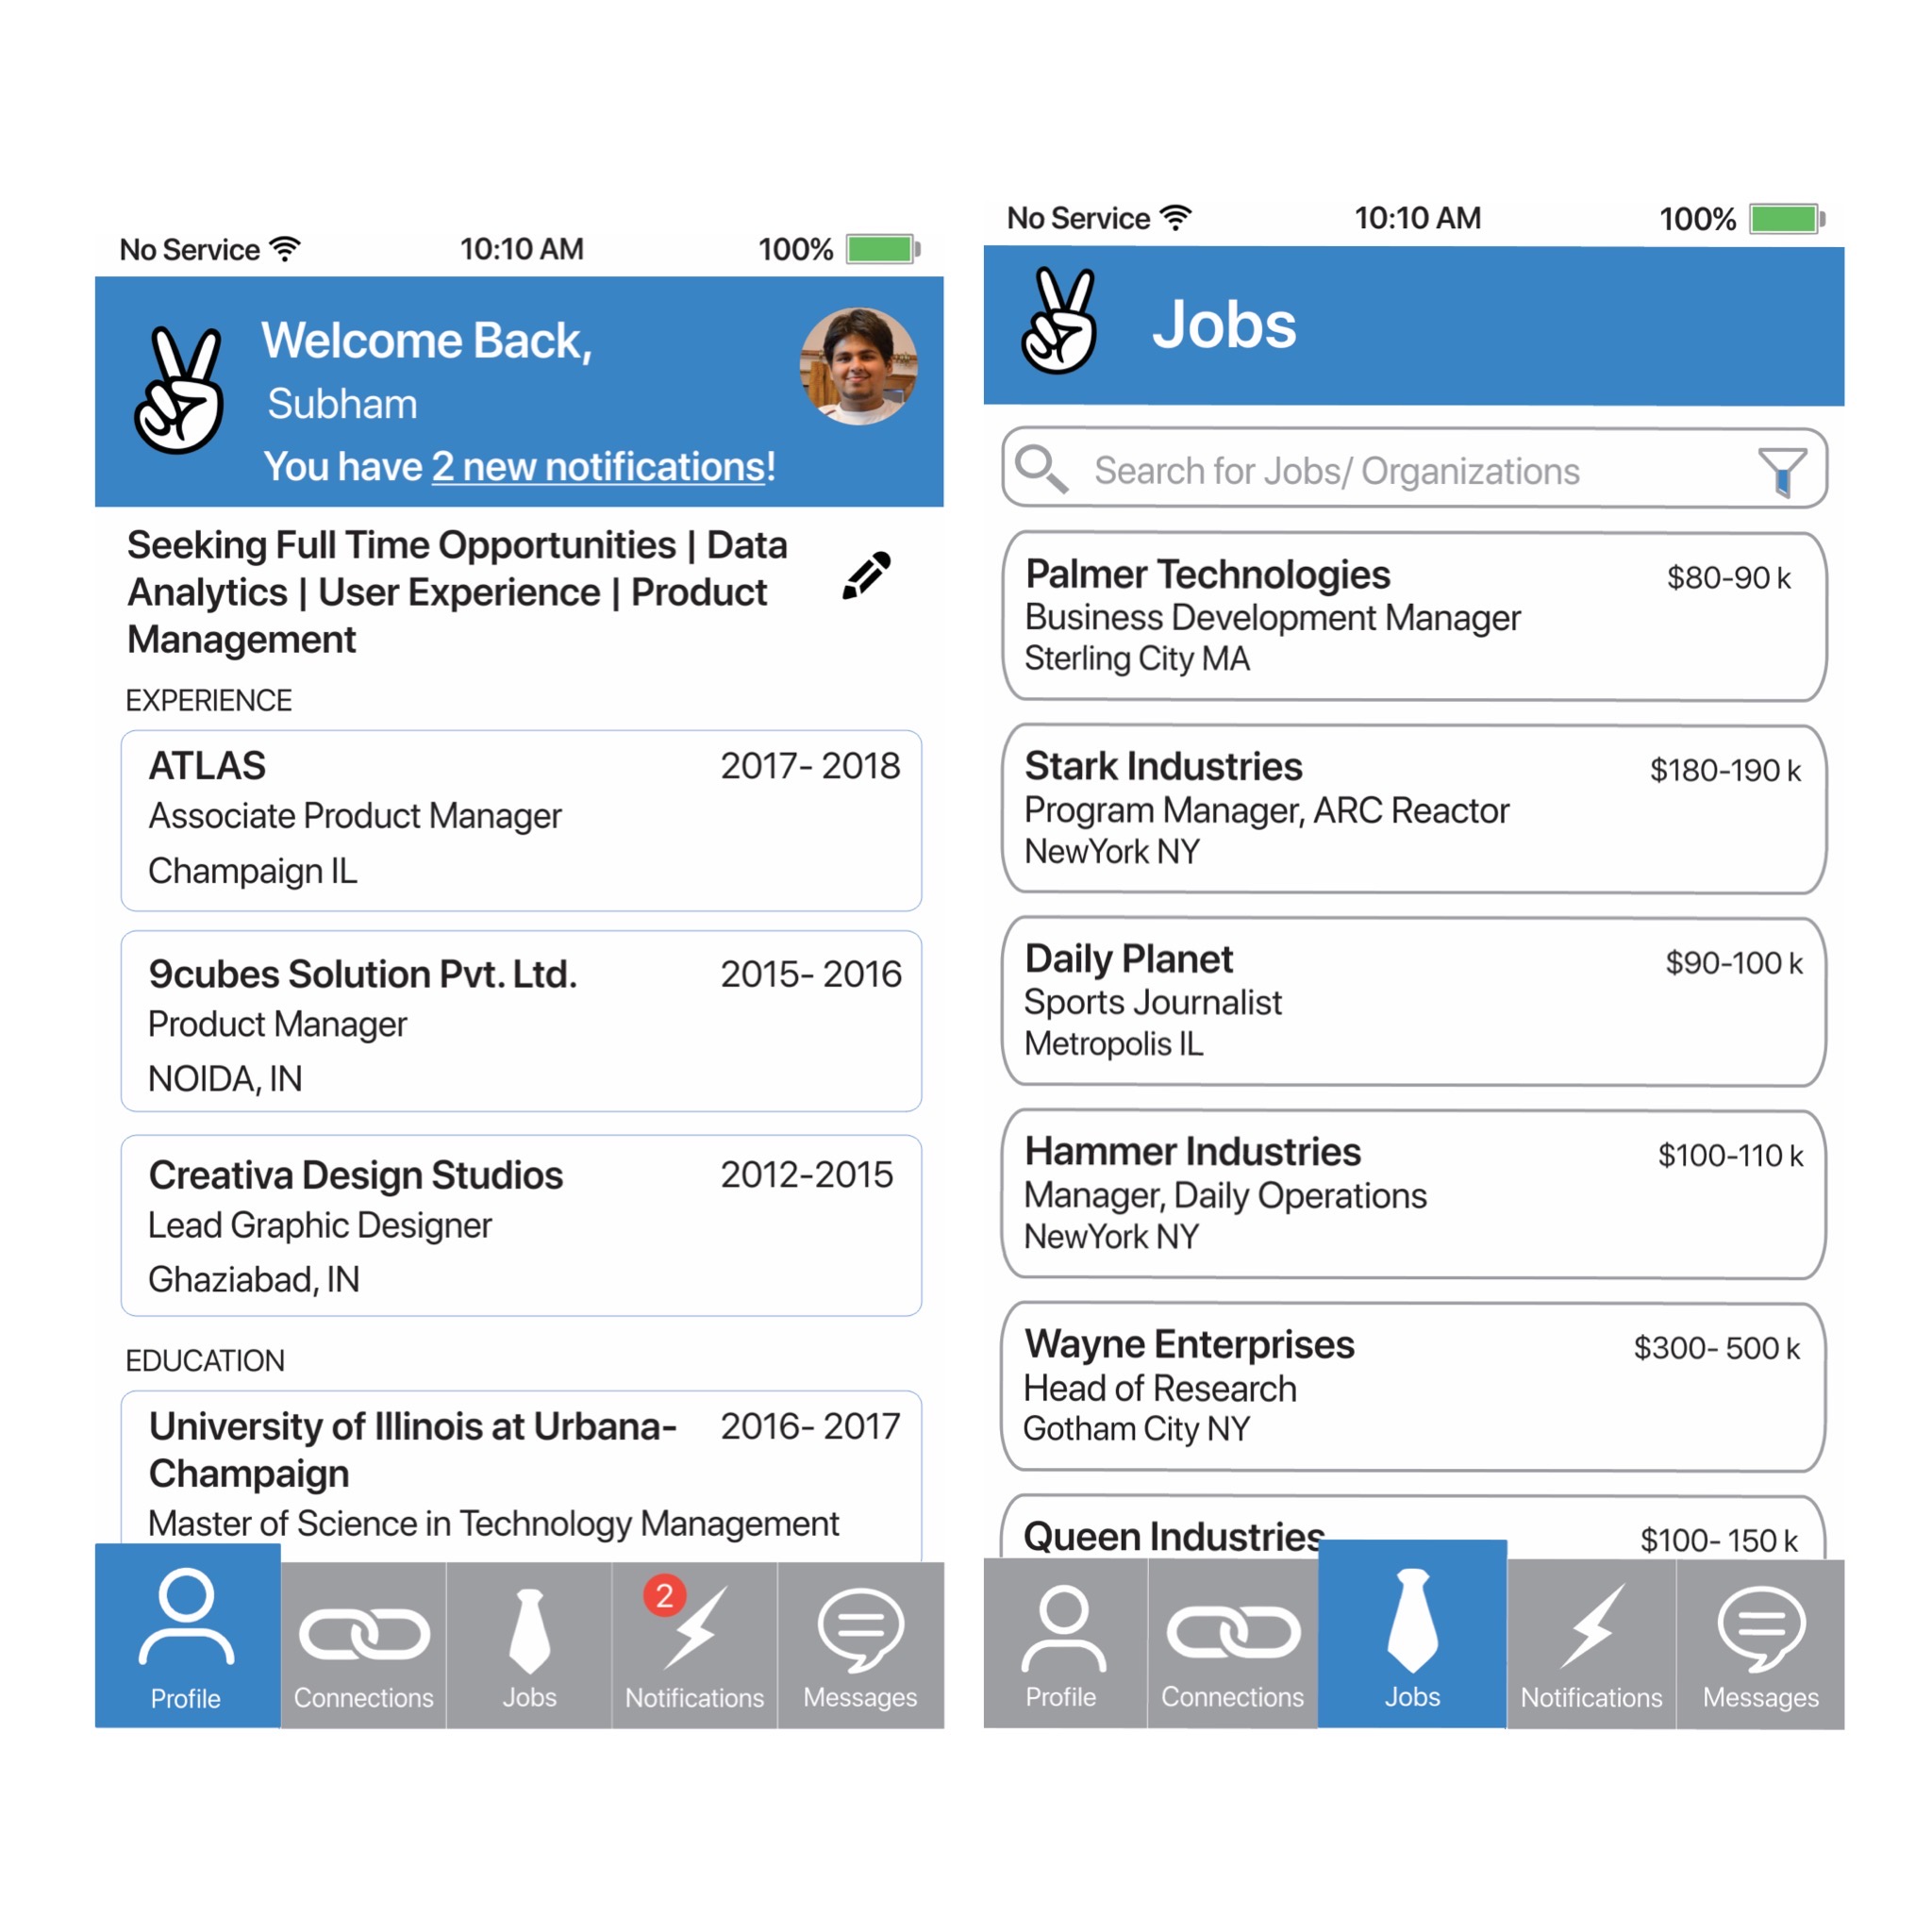 No Service 10:10 AM 100%
Welcome Back,
Subham
You have 2 new notifications!
Seeking Full Time Opportunities | Data
Analytics | User Experience | Product
Management
EXPERIENCE
ATLAS 2017- 2018
Associate Product Manager
Champaign IL
9cubes Solution Pvt. Ltd. 2015- 2016
Product Manager
NOIDA, IN
Creativa Design Studios 2012-2015
Lead Graphic Designer
Ghaziabad, IN
EDUCATION
University of Illinois at Urbana- 2016- 2017
Champaign
Master of Science in Technology Management
2
Profile Connections Jobs Notifications Messages
No Service 10:10 AM 100%
Jobs
Search for Jobs/ Organizations
Palmer Technologies $80-90 k
Business Development Manager
Sterling City MA
Stark Industries $180-190 k
Program Manager, ARC Reactor
NewYork NY
Daily Planet $90-100 k
Sports Journalist
Metropolis IL
Hammer Industries $100-110 k
Manager, Daily Operations
NewYork NY
Wayne Enterprises $300- 500 k
Head of Research
Gotham City NY
Queen Industries $100- 150 k
Profile Connections Jobs Notifications Messages